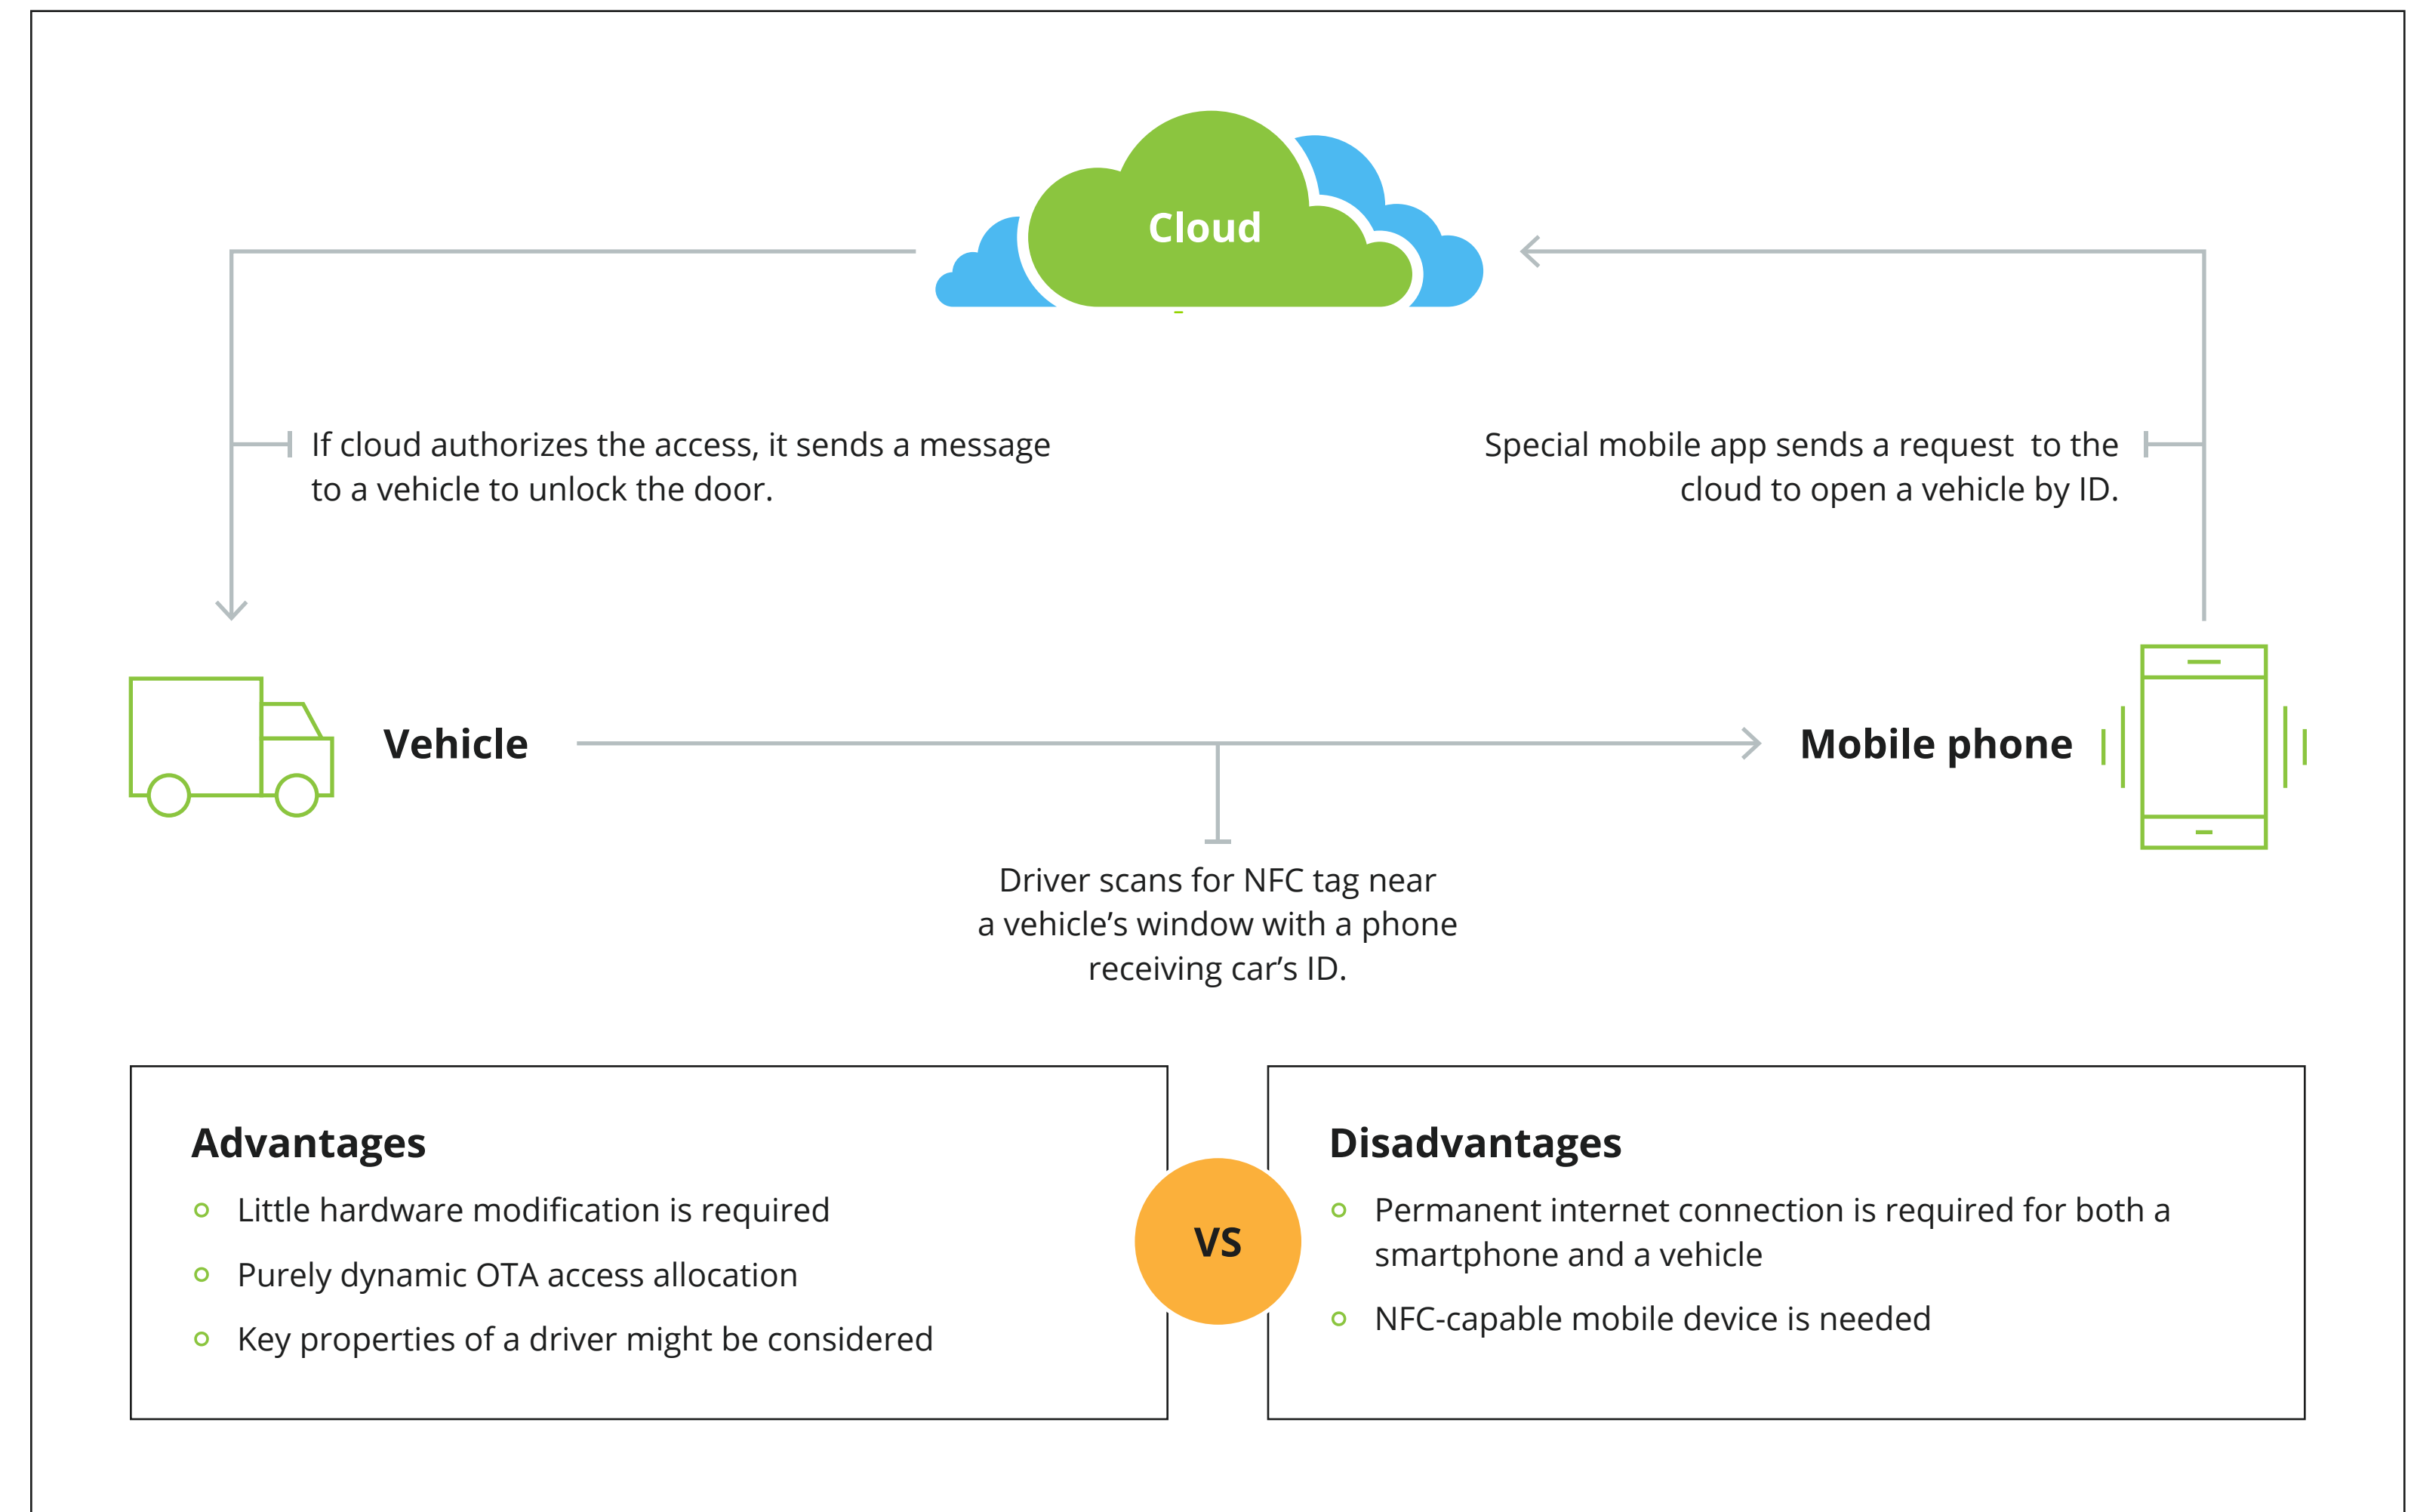 Cloud
If cloud authorizes the access, it sends a message
to a vehicle to unlock the door.
Special mobile app sends a request  to the
cloud to open a vehicle by ID.
Vehicle
Mobile phone
Driver scans for NFC tag near
a vehicle’s window with a phone
receiving car’s ID.
Advantages
Little hardware modification is required
Purely dynamic OTA access allocation
Key properties of a driver might be considered
VS
Disadvantages
Permanent internet connection is required for both a
smartphone and a vehicle
NFC-capable mobile device is needed